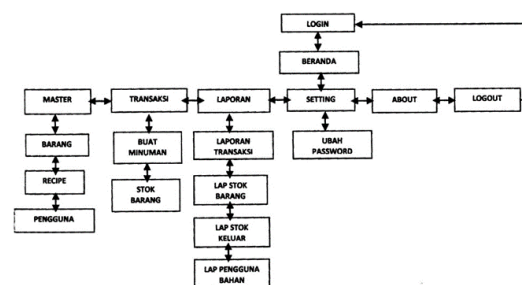 LOGIN
BERANDA
MASTER
TRANSAKSI
LAPORAN
SETTING
ABOUT
LOGOUT
BARANG
BUAT
MINUMAN
LAPORAN
TRANSAKSI
UBAH
PASSWORD
RECIPE
STOK
BARANG
LAP STOK
BARANG
PENGGUNA
LAP STOK
KELUAR
LAP PENGGUNA
BAHAN